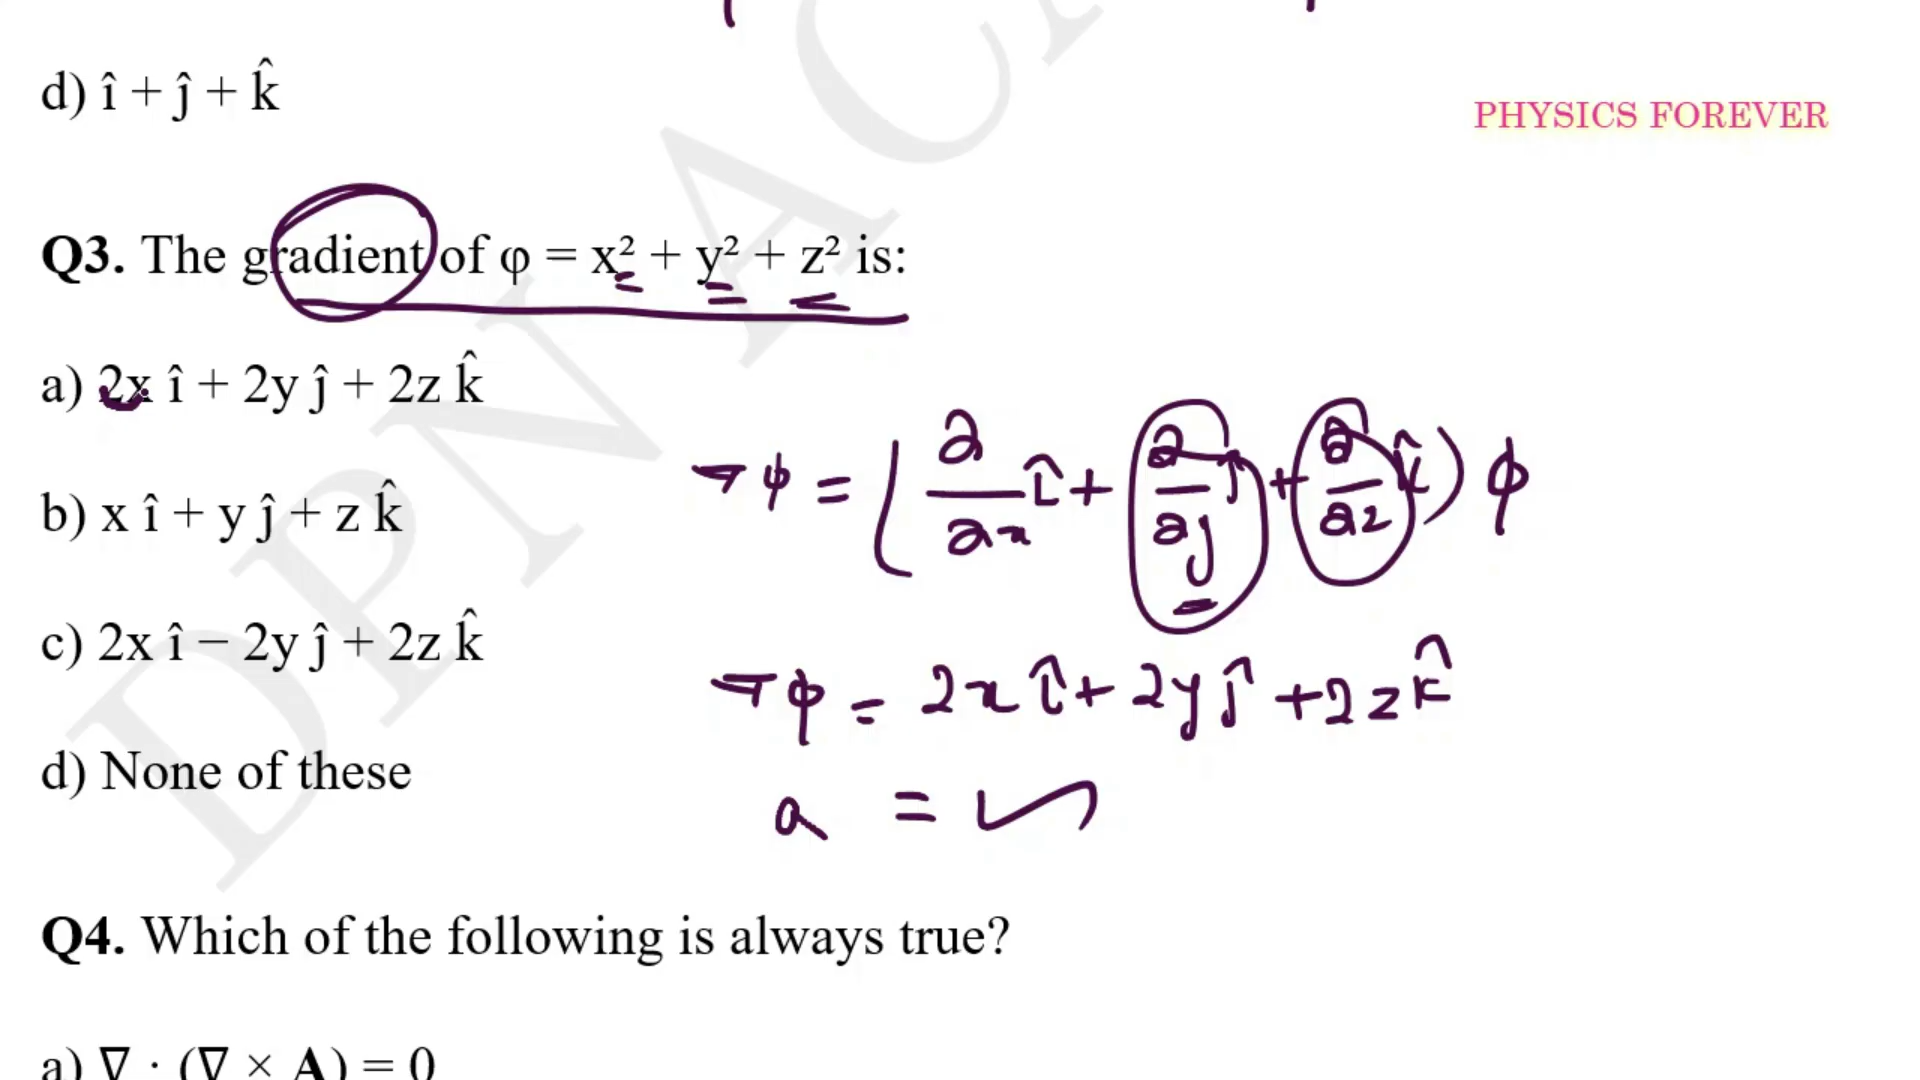 d) î + ĵ + k̂
PHYSICS FOREVER
Q3. The gradient of φ = x² + y² + z² is:
a) 2x î + 2y ĵ + 2z k̂
b) x î + y ĵ + z k̂
c) 2x î − 2y ĵ + 2z k̂
d) None of these
∇ϕ = (∂/∂x î + ∂/∂y ĵ + ∂/∂z k̂) ϕ
∇ϕ = 2x î + 2y ĵ + 2z k̂
a =
Q4. Which of the following is always true?
a) ∇ · (∇ × A) = 0
DPNAC